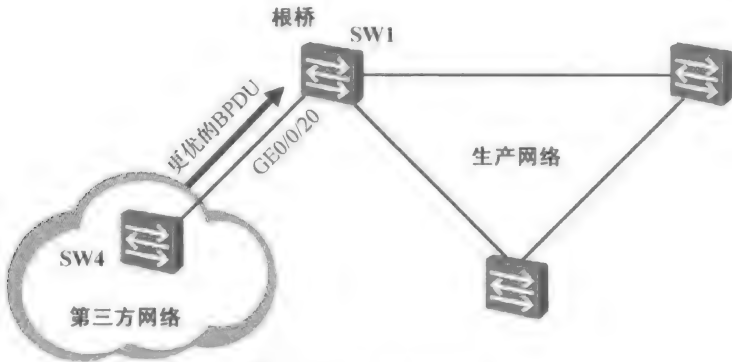 根桥
SW1
更优的BPDU
GE0/0/20
生产网络
SW4
第三方网络